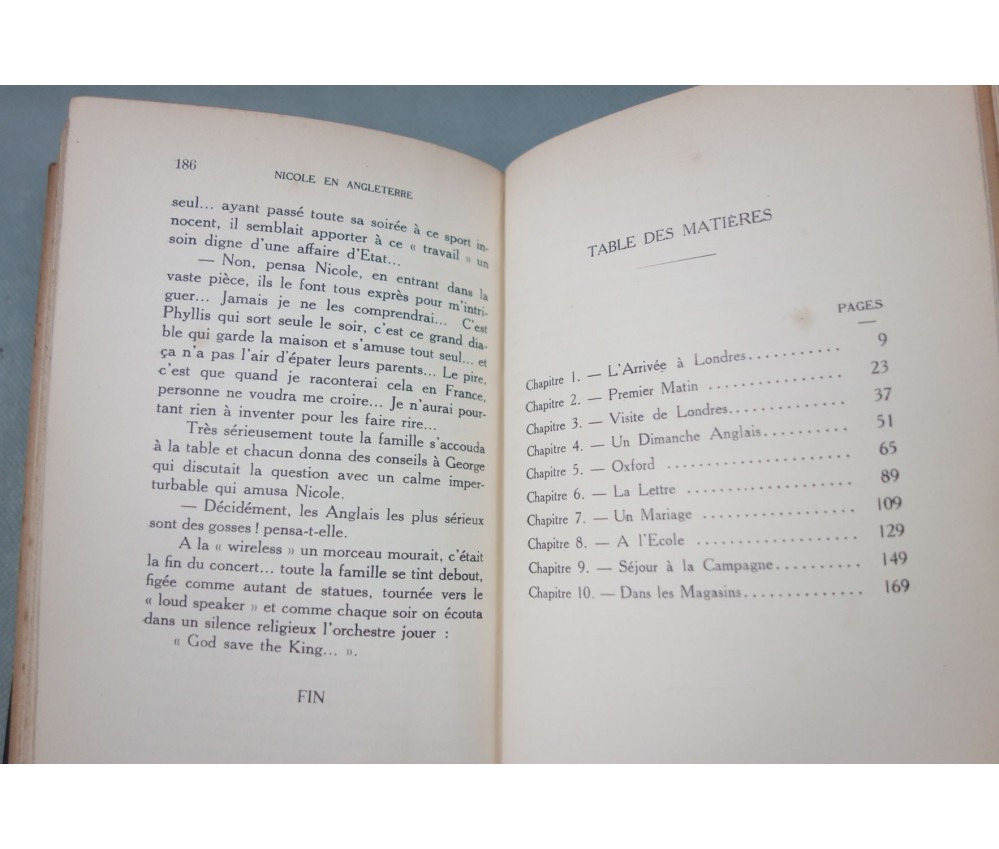 186
NICOLE EN ANGLETERRE
seul... ayant passé toute sa soirée à ce sport in-
nocent, il semblait apporter à ce « travail » un
soin digne d'une affaire d'Etat...
— Non, pensa Nicole, en entrant dans la
vaste pièce, ils le font tous exprès pour m'intri-
guer... Jamais je ne les comprendrai... C'est
Phyllis qui sort seule le soir, c'est ce grand dia-
ble qui garde la maison et s'amuse tout seul... et
ça n'a pas l'air d'épater leurs parents... Le pire,
c'est que quand je raconterai cela en France,
personne ne voudra me croire... Je n'aurai pour-
tant rien à inventer pour les faire rire...
Très sérieusement toute la famille s'accouda
à la table et chacun donna des conseils à George
qui discutait la question avec un calme imper-
turbable qui amusa Nicole.
— Décidément, les Anglais les plus sérieux
sont des gosses ! pensa-t-elle.
A la « wireless » un morceau mourait, c'était
la fin du concert... toute la famille se tint debout,
figée comme autant de statues, tournée vers le
« loud speaker » et comme chaque soir on écouta
dans un silence religieux l'orchestre jouer :
« God save the King... ».
FIN
TABLE DES MATIÈRES
PAGES
Chapitre 1. — L'Arrivée à Londres........... 9
Chapitre 2. — Premier Matin ............ 23
Chapitre 3. — Visite de Londres.......... 37
Chapitre 4. — Un Dimanche Anglais......... 51
Chapitre 5. — Oxford ................ 65
Chapitre 6. — La Lettre .............. 89
Chapitre 7. — Un Mariage ............. 109
Chapitre 8. — A l'Ecole .............. 129
Chapitre 9. — Séjour à la Campagne......... 149
Chapitre 10. — Dans les Magasins............ 169